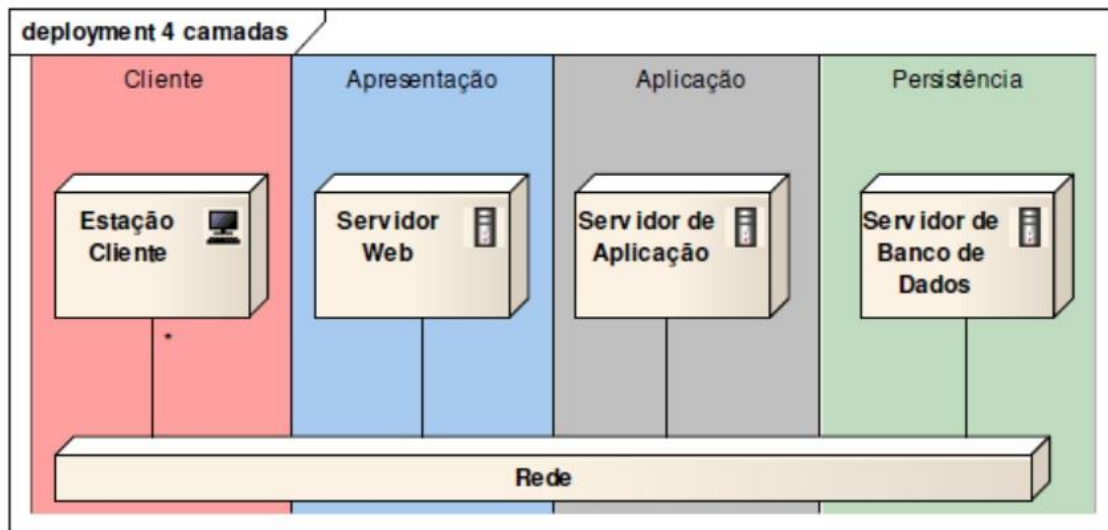 deployment 4 camadas
Cliente
Apresentação
Aplicação
Persistência
Estação
Cliente
*
Servidor
Web
Servidor de
Aplicação
Servidor de
Banco de
Dados
Rede